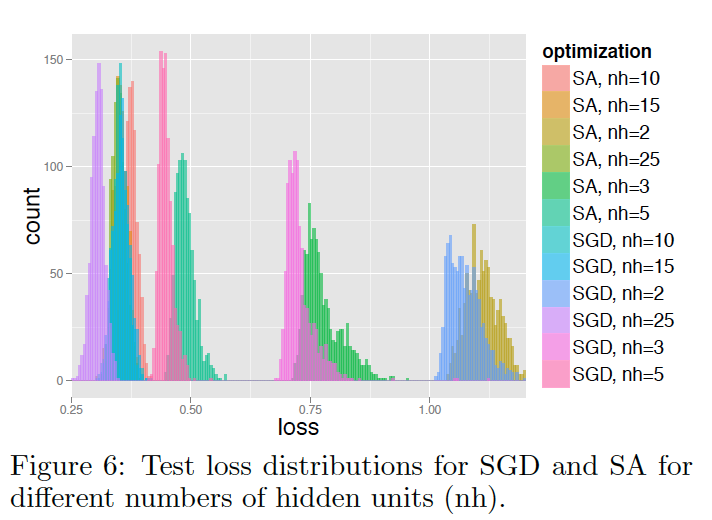 150
100
50
0
count
0.25 0.50 0.75 1.00
loss
optimization
SA, nh=10
SA, nh=15
SA, nh=2
SA, nh=25
SA, nh=3
SA, nh=5
SGD, nh=10
SGD, nh=15
SGD, nh=2
SGD, nh=25
SGD, nh=3
SGD, nh=5
Figure 6: Test loss distributions for SGD and SA for
different numbers of hidden units (nh).